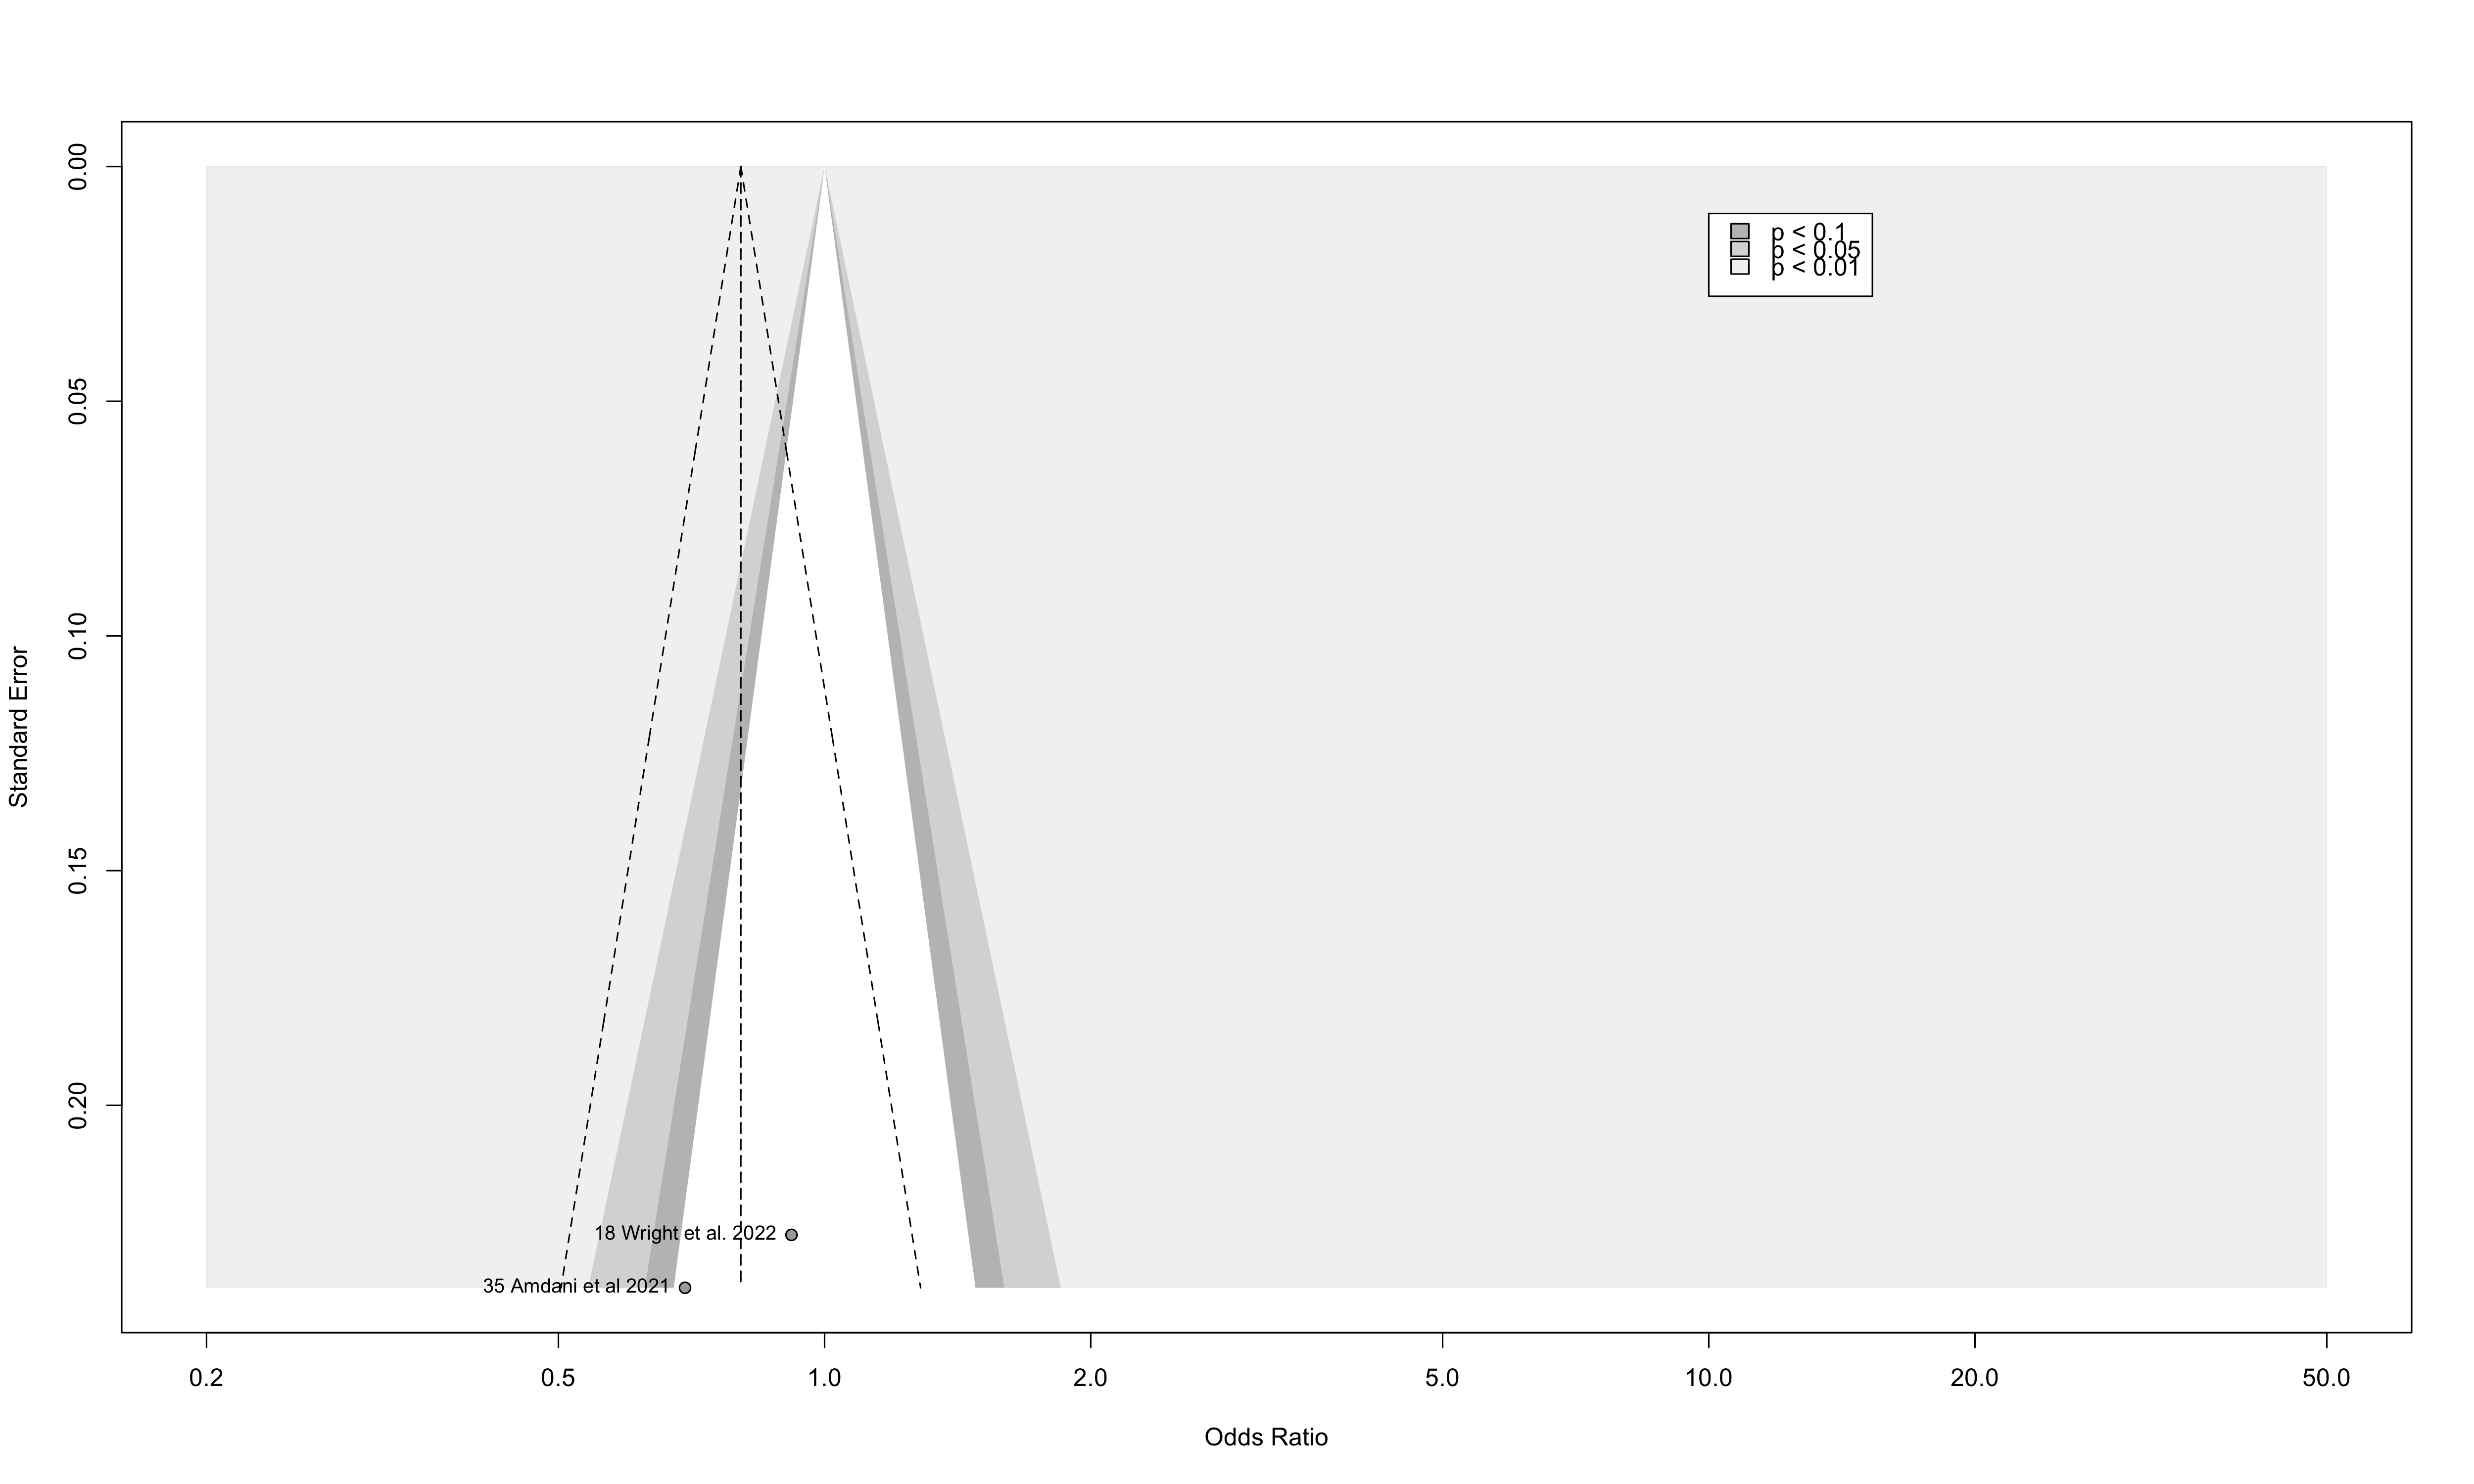 0.00
0.05
0.10
0.15
0.20
Standard Error
p < 0.1
p < 0.05
p < 0.01
18 Wright et al. 2022
35 Amdani et al 2021
0.2 0.5 1.0 2.0 5.0 10.0 20.0 50.0
Odds Ratio